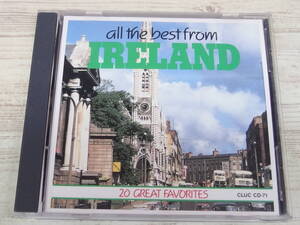 all the best from
IRELAND
20 GREAT FAVORITES
CLUC CD-71